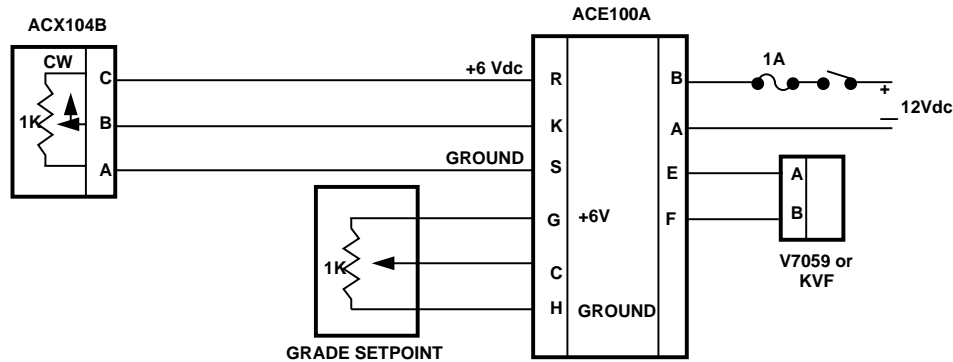 ACE100A
ACX104B
CW
C
+6 Vdc
R
B
1A
+
1K
B
K
A
12Vdc
—
A
GROUND
S
E
A
G
+6V
F
B
1K
C
V7059 or
KVF
H
GROUND
GRADE SETPOINT